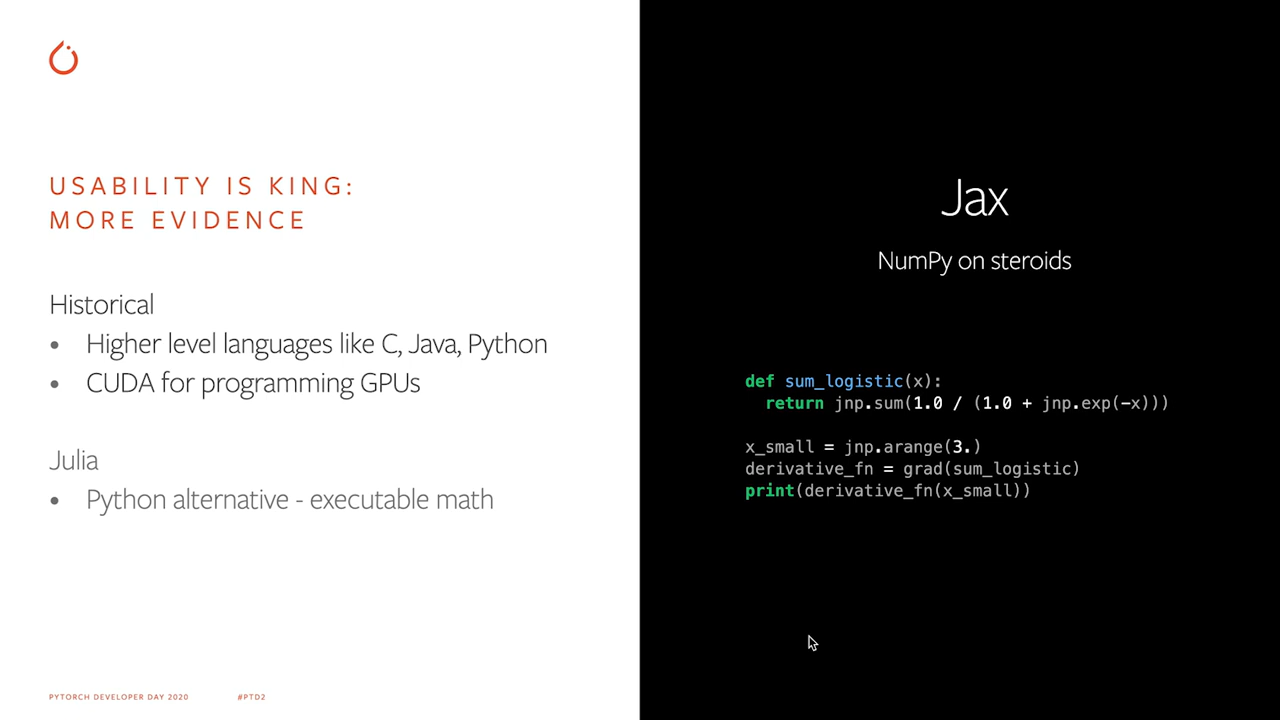 USABILITY IS KING:
MORE EVIDENCE
Historical
• Higher level languages like C, Java, Python
• CUDA for programming GPUs
Julia
• Python alternative - executable math
PYTORCH DEVELOPER DAY 2020 #PTD2
Jax
NumPy on steroids
def sum_logistic(x):
  return jnp.sum(1.0 / (1.0 + jnp.exp(-x)))
x_small = jnp.arange(3.)
derivative_fn = grad(sum_logistic)
print(derivative_fn(x_small))